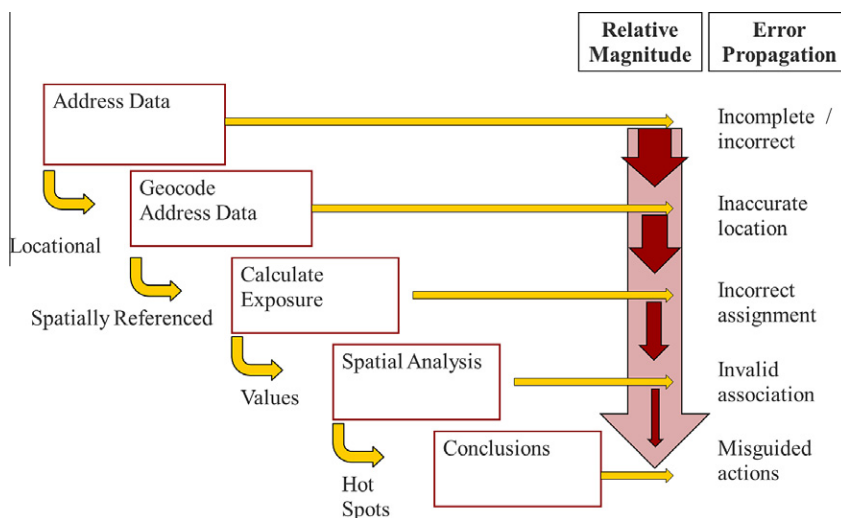 Relative
Magnitude
Error
Propagation
Address Data
Incomplete /
incorrect
Geocode
Address Data
Inaccurate
location
Locational
Calculate
Exposure
Incorrect
assignment
Spatially Referenced
Spatial Analysis
Invalid
association
Values
Conclusions
Misguided
actions
Hot
Spots